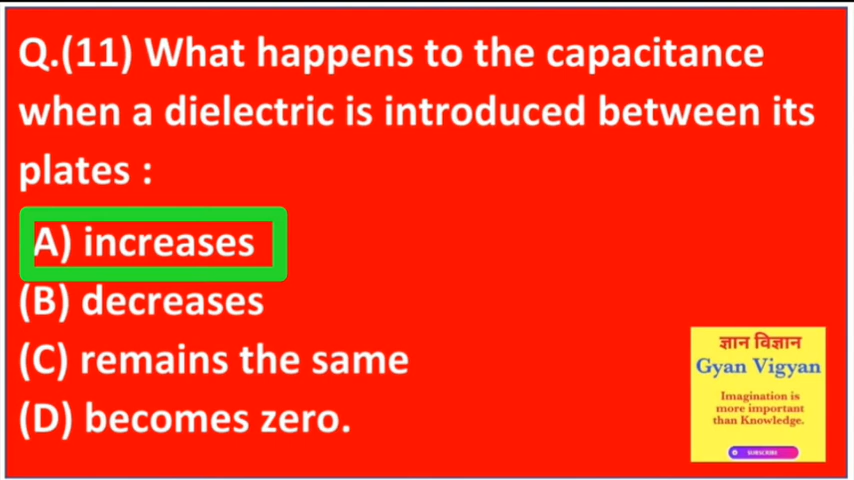 Q.(11) What happens to the capacitance
when a dielectric is introduced between its
plates :
A) increases
(B) decreases
(C) remains the same
(D) becomes zero.
ज्ञान विज्ञान
Gyan Vigyan
Imagination is
more important
than Knowledge.
SUBSCRIBE